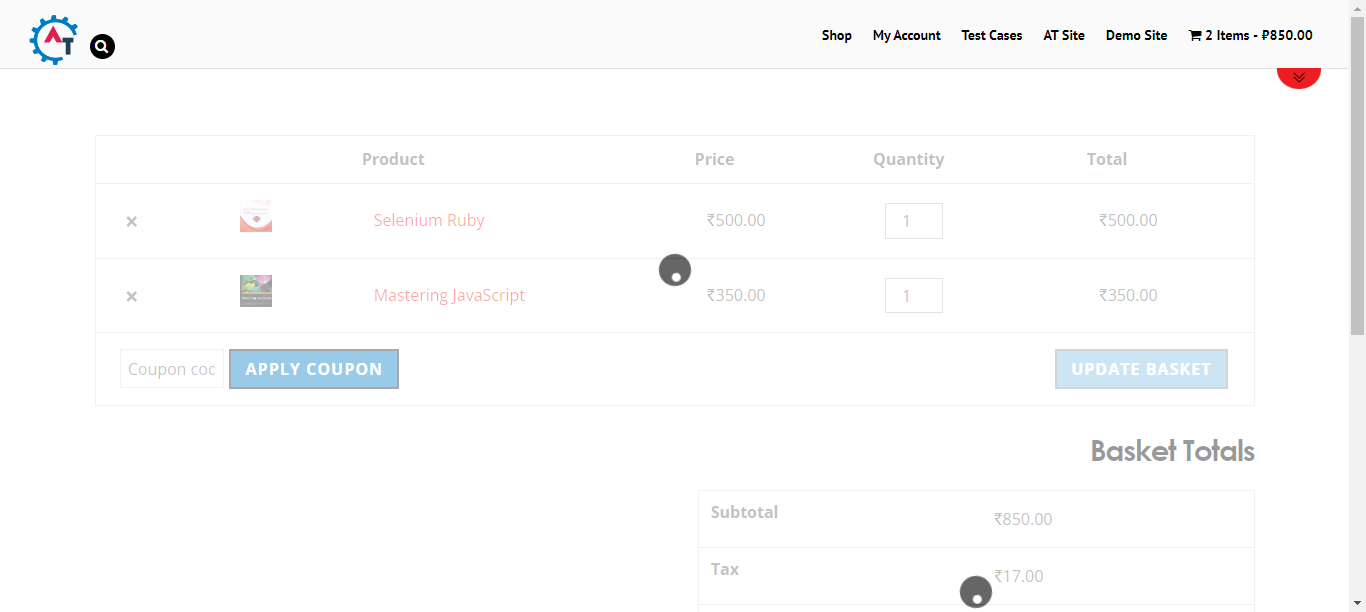 AT
Shop My Account Test Cases AT Site Demo Site 2 Items - ₹850.00
Product Price Quantity Total
× Selenium Ruby ₹500.00 1 ₹500.00
× Mastering JavaScript ₹350.00 1 ₹350.00
Coupon coc APPLY COUPON UPDATE BASKET
Basket Totals
Subtotal ₹850.00
Tax ₹17.00